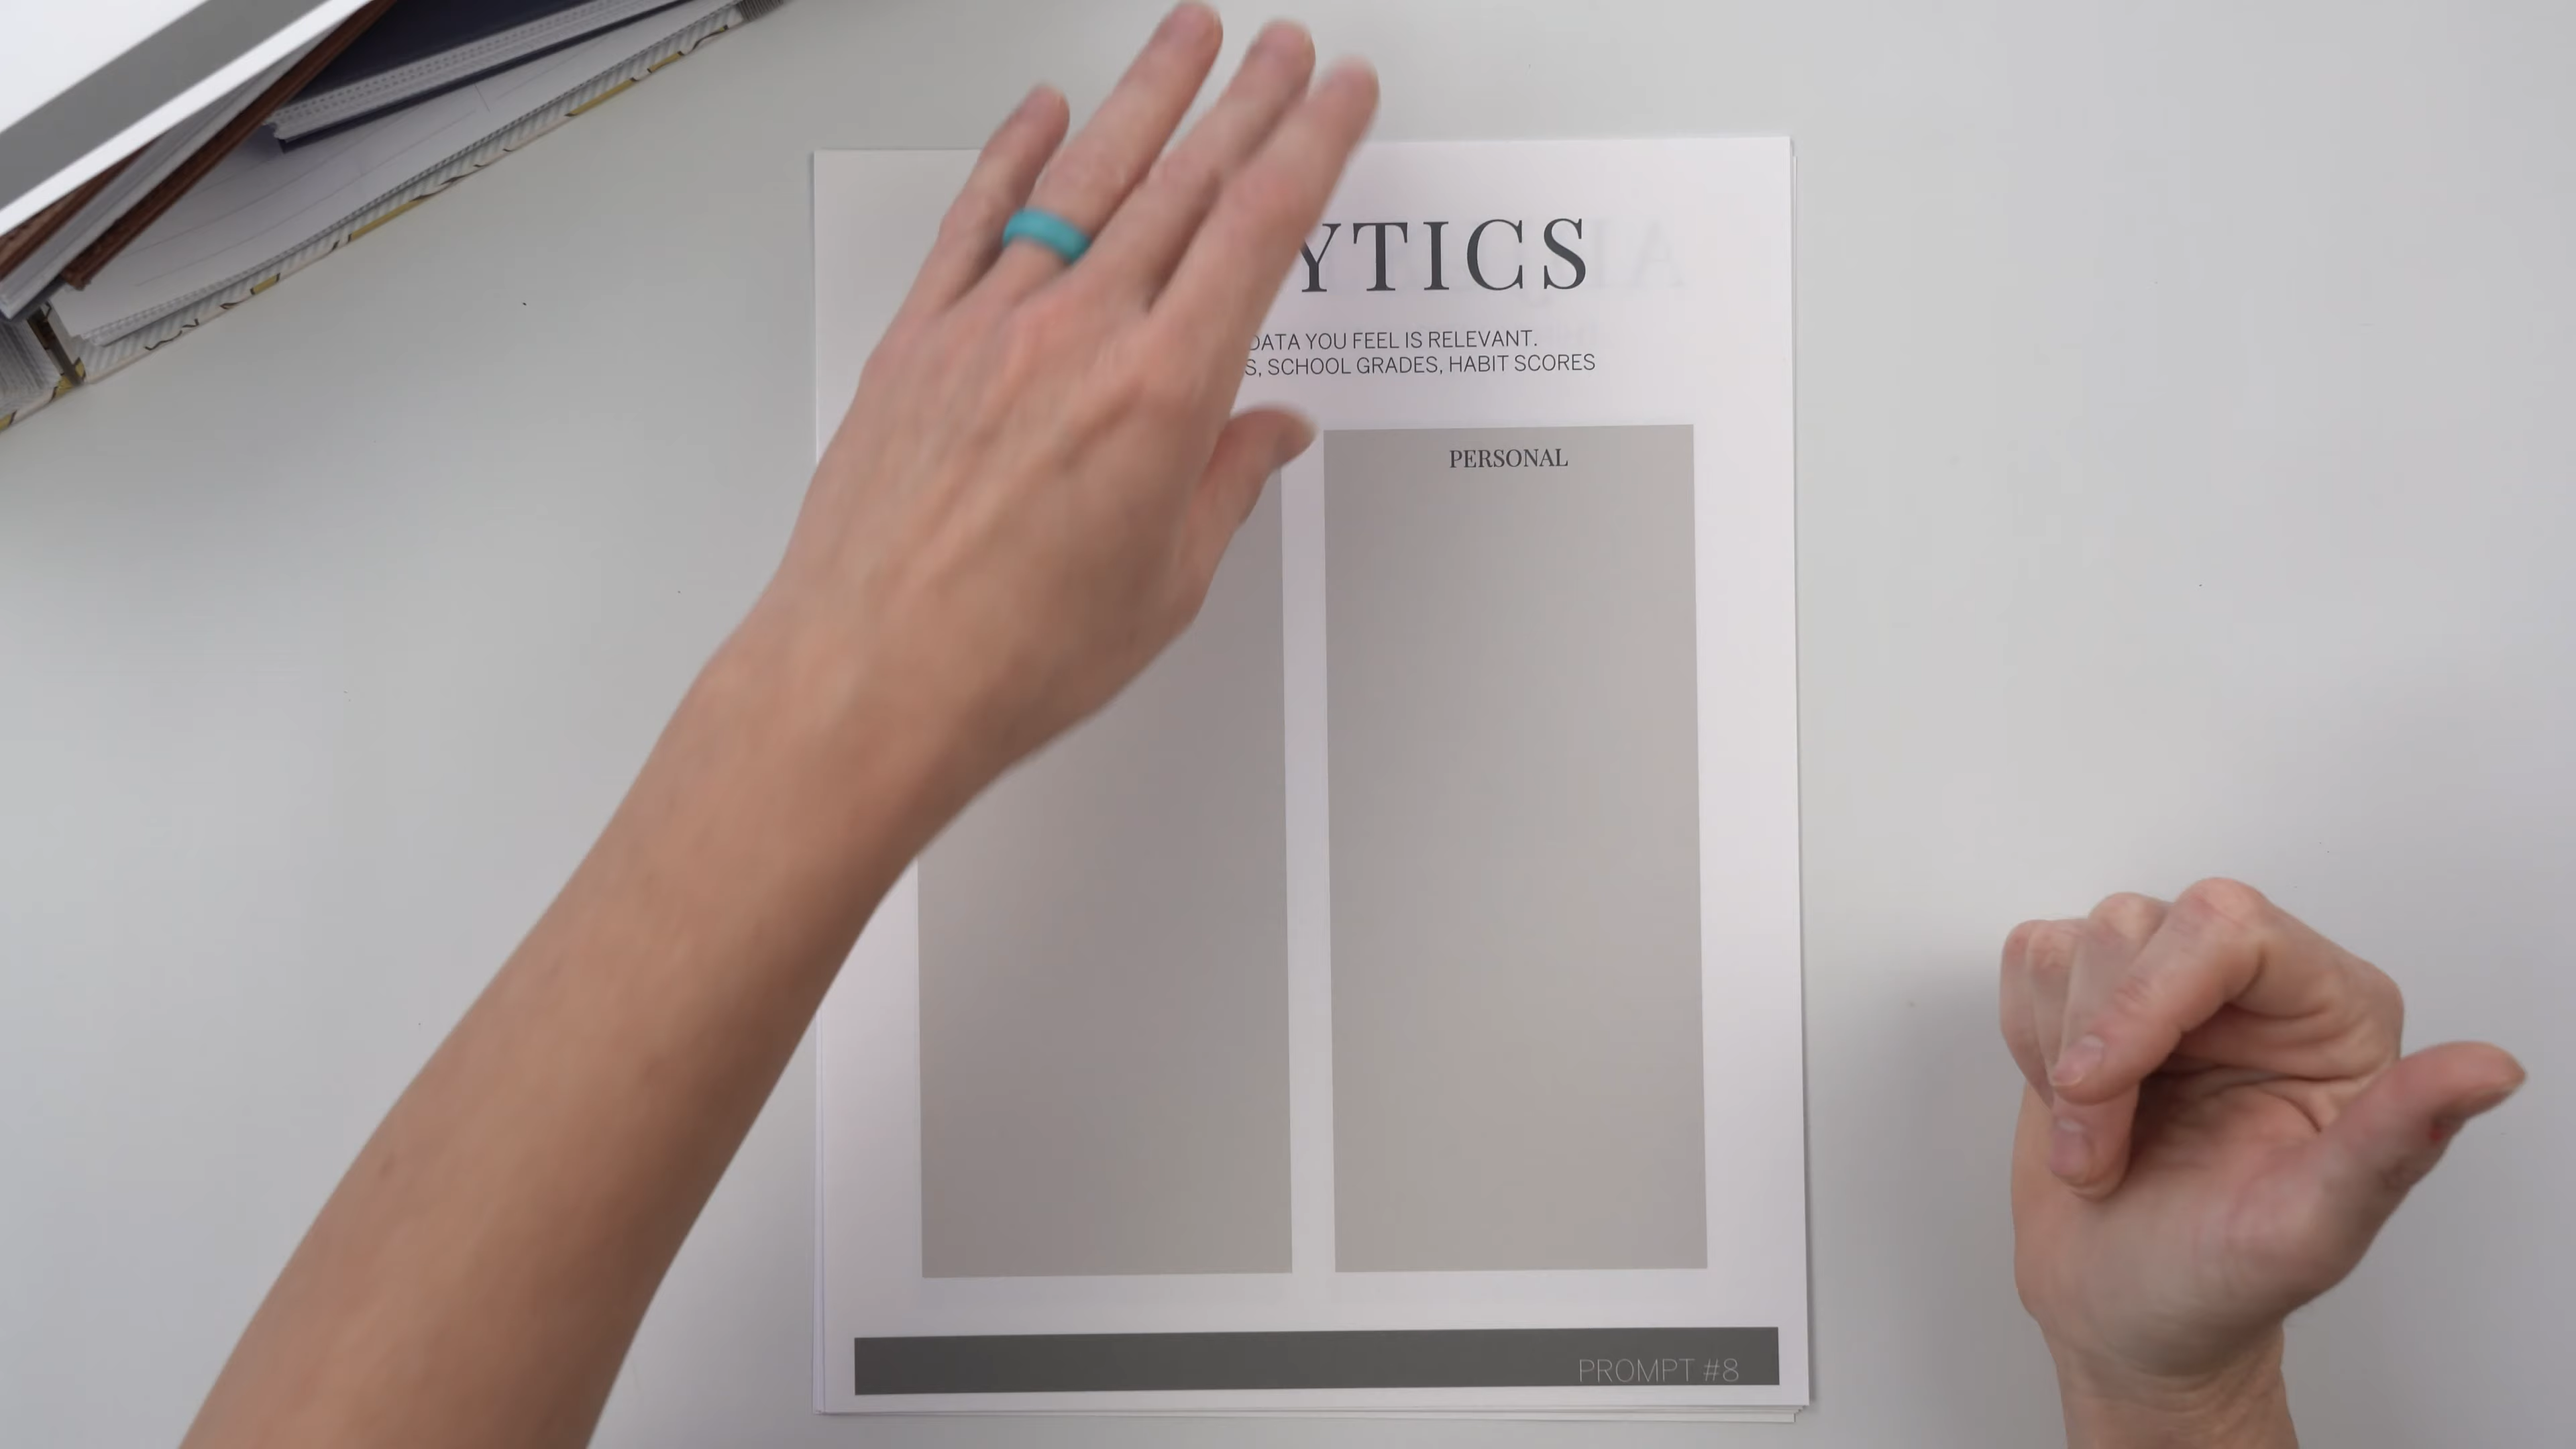 YTICS
DATA YOU FEEL IS RELEVANT.
S, SCHOOL GRADES, HABIT SCORES
PERSONAL
PROMPT #8